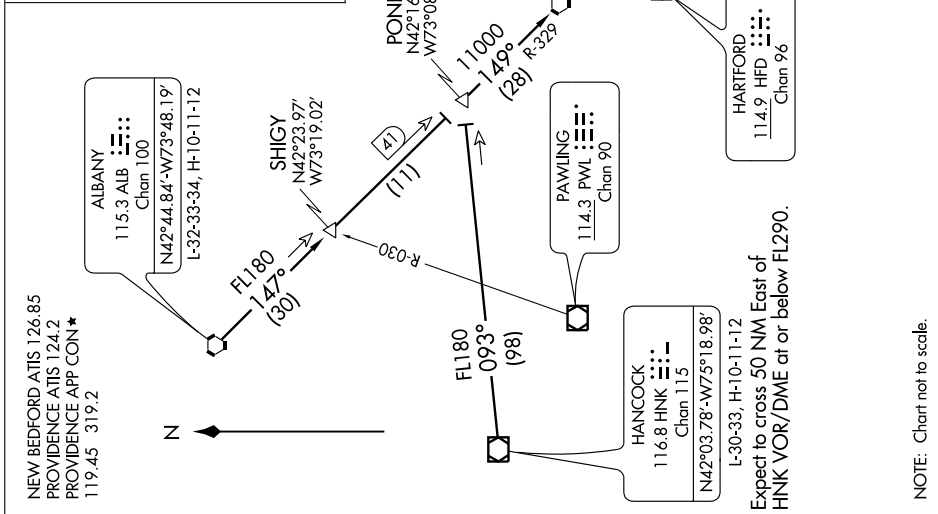 NEW BEDFORD ATIS 126.85
PROVIDENCE ATIS 124.2
PROVIDENCE APP CON★
119.45 319.2
ALBANY
115.3 ALB
Chan 100
N42°44.84'-W73°48.19'
L-32-33-34, H-10-11-12
SHIGY
N42°23.97'
W73°19.02'
N42°16
W73°08
FL180
147°
(30)
41
(11)
11000
149°
(28)
R-329
R-030
FL180
093°
(98)
N
PAWLING
114.3 PWL
Chan 90
HARTFORD
114.9 HFD
Chan 96
HANCOCK
116.8 HNK
Chan 115
N42°03.78'-W75°18.98'
L-30-33, H-10-11-12
Expect to cross 50 NM East of
HNK VOR/DME at or below FL290.
NOTE: Chart not to scale.